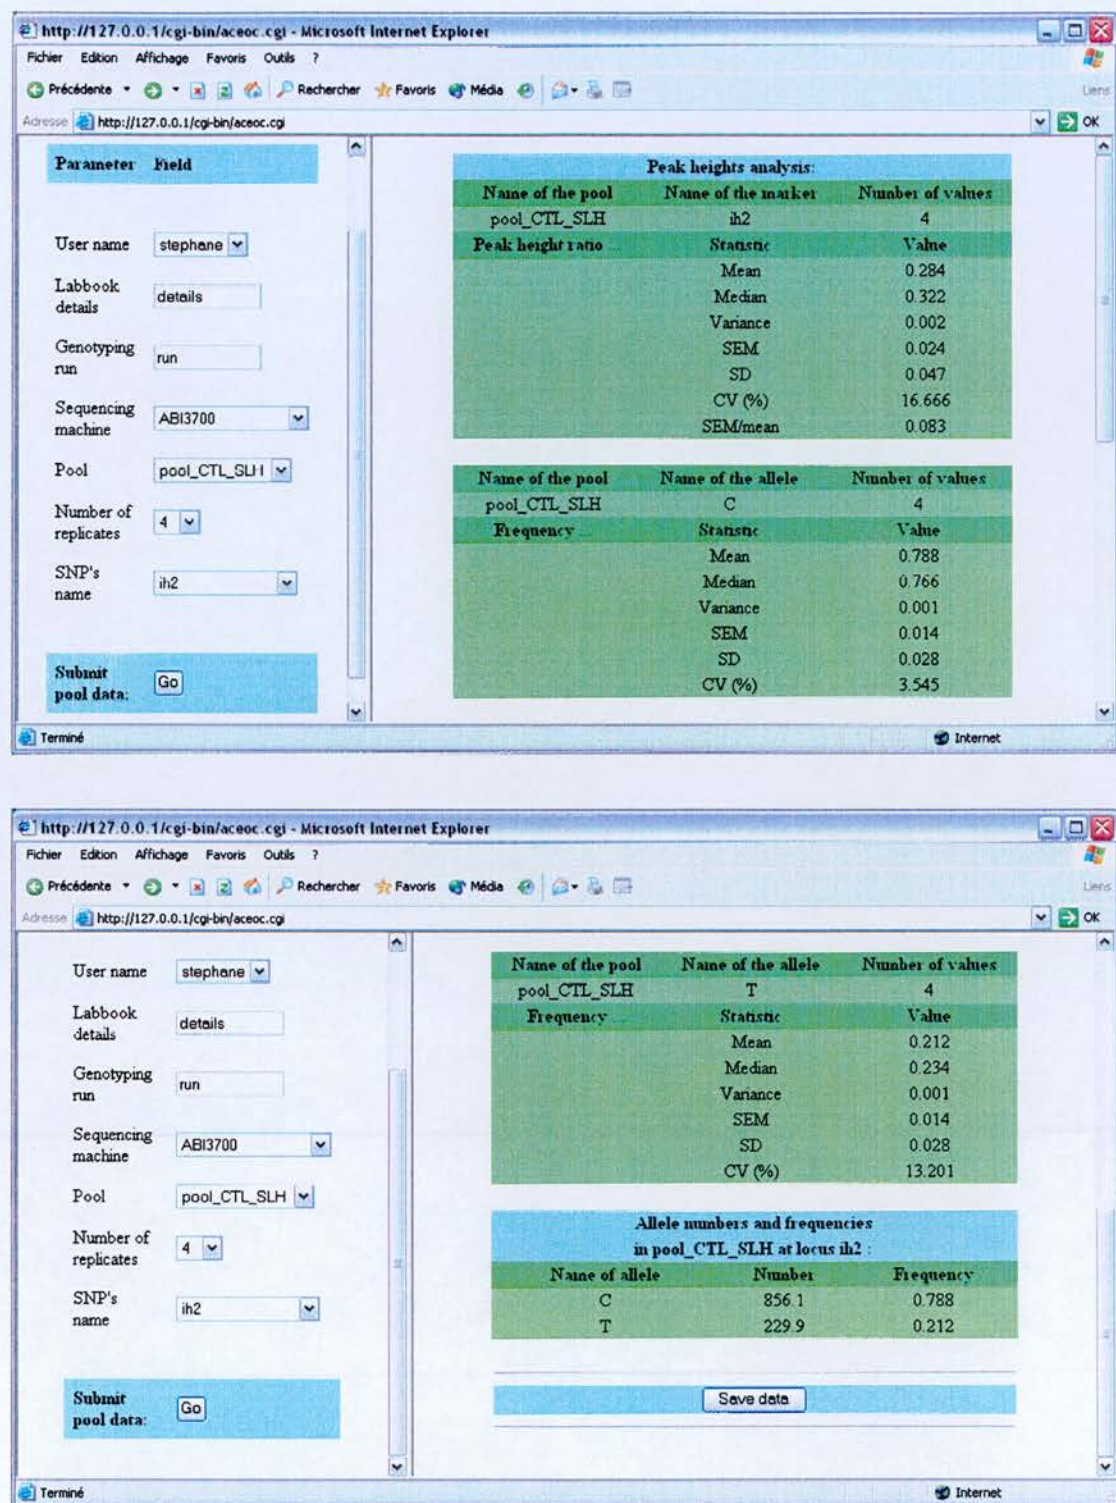 http://127.0.0.1/cgi-bin/aceoc.cgi - Microsoft Internet Explorer
Fichier Edition Affichage Favoris Outils ?
Précédente Rechercher Favoris Média Liens
Adresse http://127.0.0.1/cgi-bin/aceoc.cgi OK
Parameter Field
User name stephane
Labbook details details
Genotyping run run
Sequencing machine ABI3700
Pool pool_CTL_SLH
Number of replicates 4
SNP's name ih2
Submit pool data: Go
Peak heights analysis:
Name of the pool Name of the marker Number of values
pool_CTL_SLH ih2 4
Peak height ratio ... Statistic Value
Mean 0.284
Median 0.322
Variance 0.002
SEM 0.024
SD 0.047
CV (%) 16.666
SEM/mean 0.083
Name of the pool Name of the allele Number of values
pool_CTL_SLH C 4
Frequency ... Statistic Value
Mean 0.788
Median 0.766
Variance 0.001
SEM 0.014
SD 0.028
CV (%) 3.545
Terminé Internet
http://127.0.0.1/cgi-bin/aceoc.cgi - Microsoft Internet Explorer
Fichier Edition Affichage Favoris Outils ?
Précédente Rechercher Favoris Média Liens
Adresse http://127.0.0.1/cgi-bin/aceoc.cgi OK
User name stephane
Labbook details details
Genotyping run run
Sequencing machine ABI3700
Pool pool_CTL_SLH
Number of replicates 4
SNP's name ih2
Submit pool data: Go
Name of the pool Name of the allele Number of values
pool_CTL_SLH T 4
Frequency ... Statistic Value
Mean 0.212
Median 0.234
Variance 0.001
SEM 0.014
SD 0.028
CV (%) 13.201
Allele numbers and frequencies
in pool_CTL_SLH at locus ih2 :
Name of allele Number Frequency
C 856.1 0.788
T 229.9 0.212
Save data
Terminé Internet